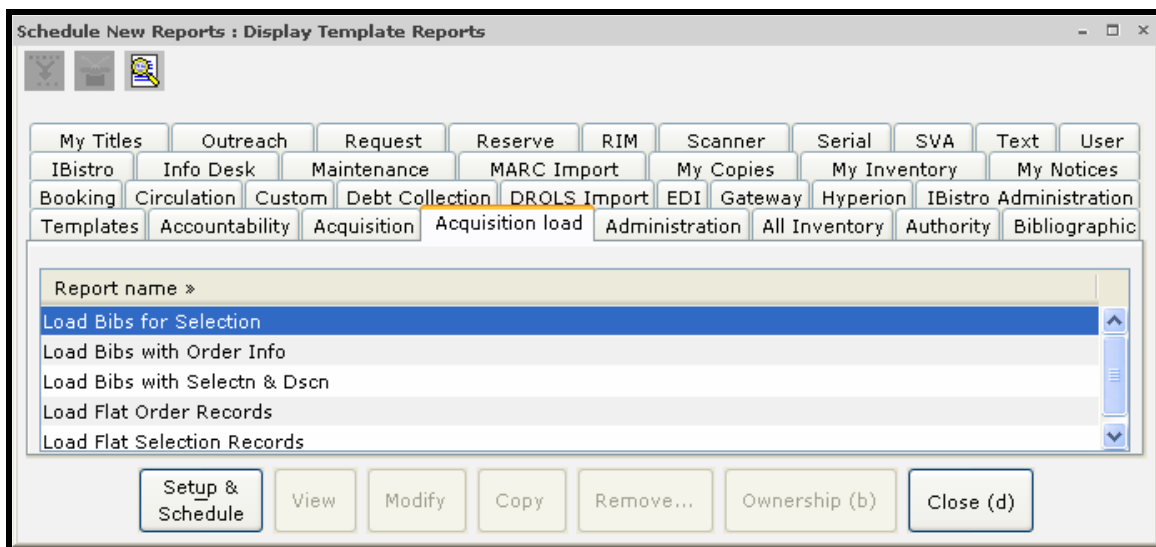 Schedule New Reports : Display Template Reports
My Titles Outreach Request Reserve RIM Scanner Serial SVA Text User
IBistro Info Desk Maintenance MARC Import My Copies My Inventory My Notices
Booking Circulation Custom Debt Collection DROLS Import EDI Gateway Hyperion IBistro Administration
Templates Accountability Acquisition Acquisition load Administration All Inventory Authority Bibliographic
Report name »
Load Bibs for Selection
Load Bibs with Order Info
Load Bibs with Selectn & Dscn
Load Flat Order Records
Load Flat Selection Records
Setup &
Schedule
View Modify Copy Remove... Ownership (b) Close (d)